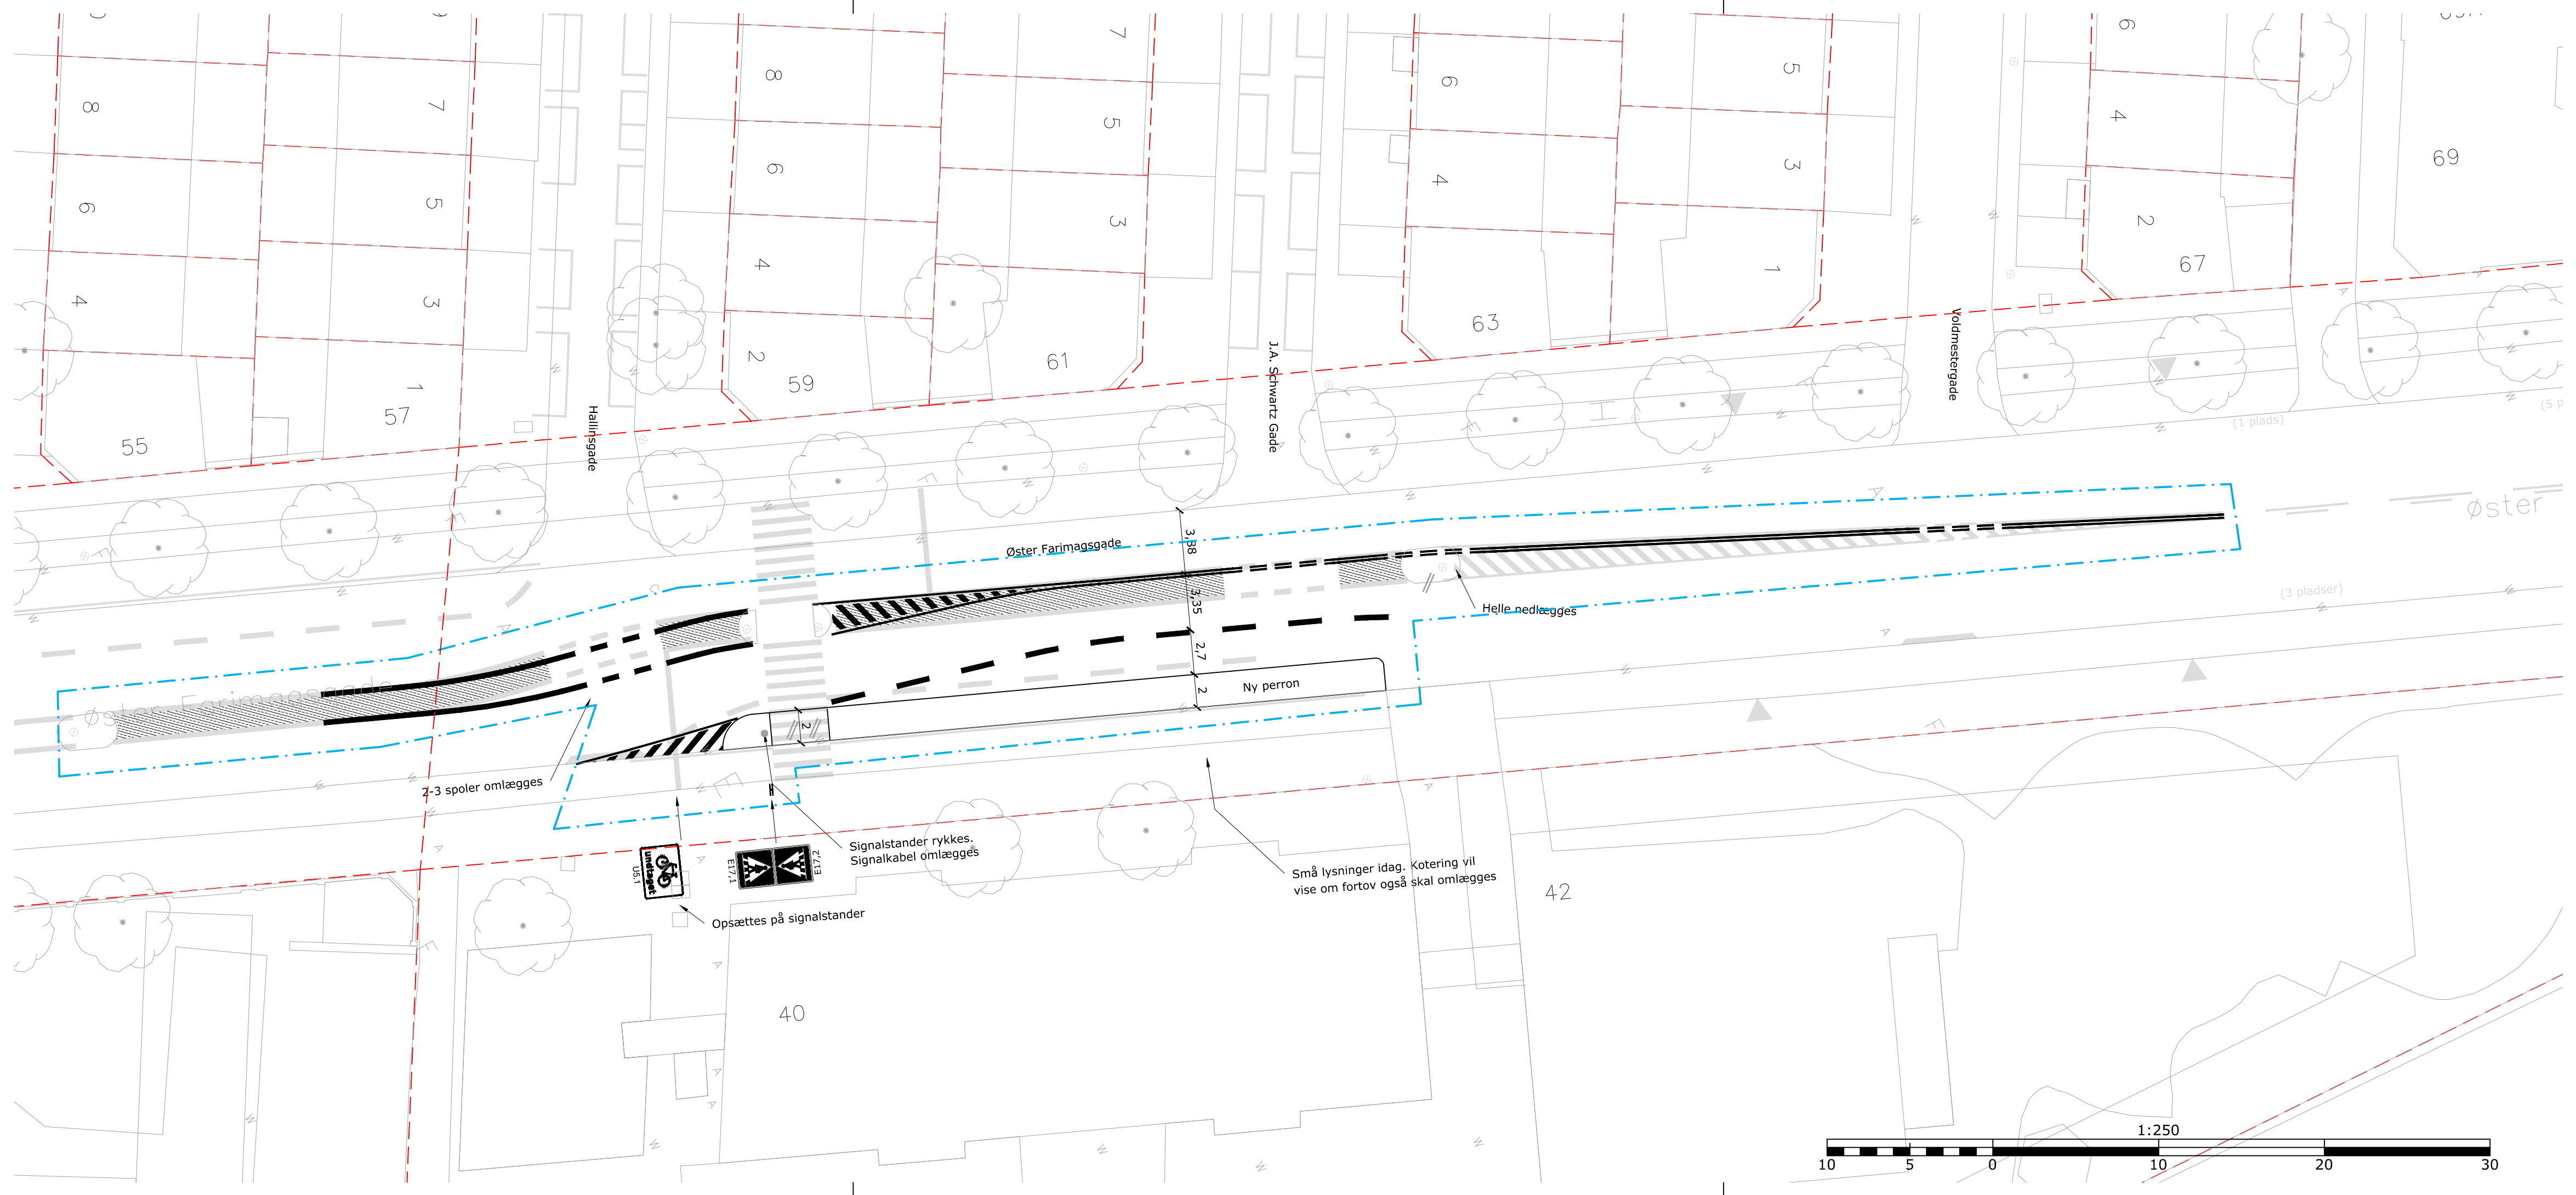 8
7
8
7
6
5
6
4
69
6
5
6
5
4
3
2
4
3
4
3
1
67
2
1
63
57
59
61
55
Hallinsgade
J.A. Schwartz Gade
Voldmestergade
(1 plads)
(5 p
Øster
Øster Farimagsgade
3,38
3,35
2,7
2
2
Ny perron
Helle nedlægges
(3 pladser)
Øster Farimagsgade
2-3 spoler omlægges
Signalstander rykkes.
Signalkabel omlægges
undtaget
U5.1
E17,1
E17,2
Opsættes på signalstander
Små lysninger idag. Kotering vil
vise om fortov også skal omlægges
42
40
1:250
10 5 0 10 20 30